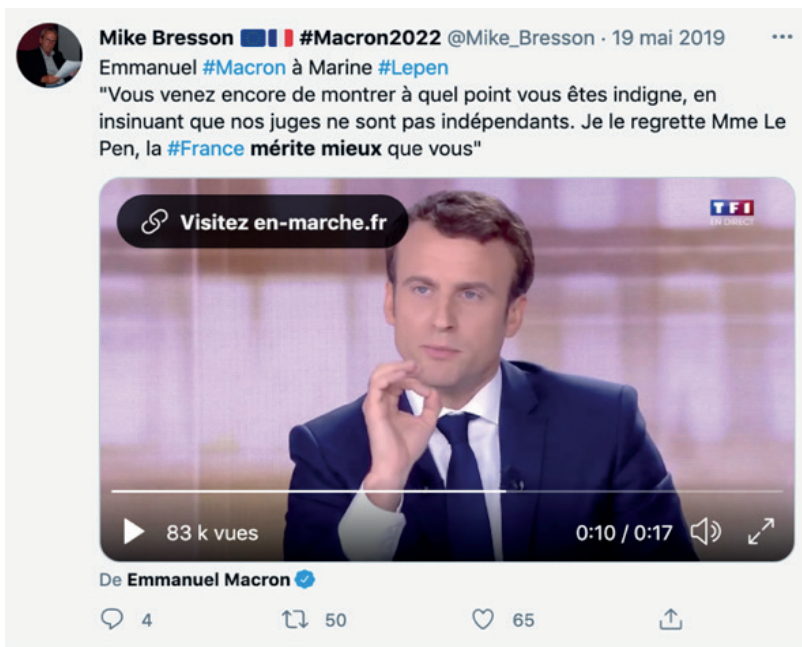 Mike Bresson 🇪🇺🇫🇷 #Macron2022 @Mike_Bresson · 19 mai 2019
Emmanuel #Macron à Marine #Lepen
"Vous venez encore de montrer à quel point vous êtes indigne, en
insinuant que nos juges ne sont pas indépendants. Je le regrette Mme Le
Pen, la #France mérite mieux que vous"
Visitez en-marche.fr
TF1
EN DIRECT
83 k vues
0:10 / 0:17
De Emmanuel Macron
4
50
65